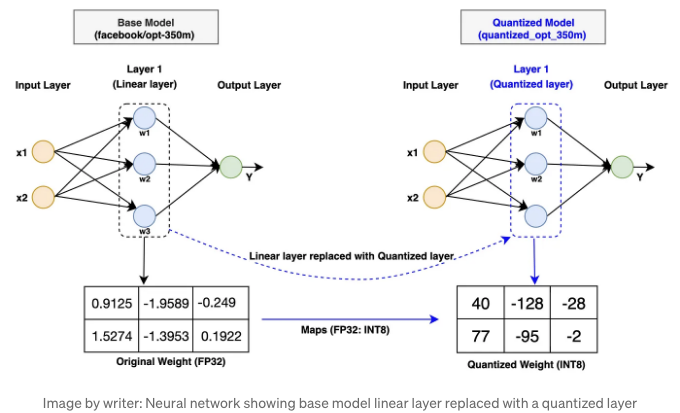 Base Model
(facebook/opt-350m)
Input Layer
Layer 1
(Linear layer)
Output Layer
x1
x2
w1
w2
w3
Y
Quantized Model
(quantized_opt_350m)
Input Layer
Layer 1
(Quantized layer)
Output Layer
x1
x2
w1
w2
Y
Linear layer replaced with Quantized layer
0.9125 -1.9589 -0.249
1.5274 -1.3953 0.1922
Original Weight (FP32)
Maps (FP32: INT8)
40 -128 -28
77 -95 -2
Quantized Weight (INT8)
Image by writer: Neural network showing base model linear layer replaced with a quantized layer